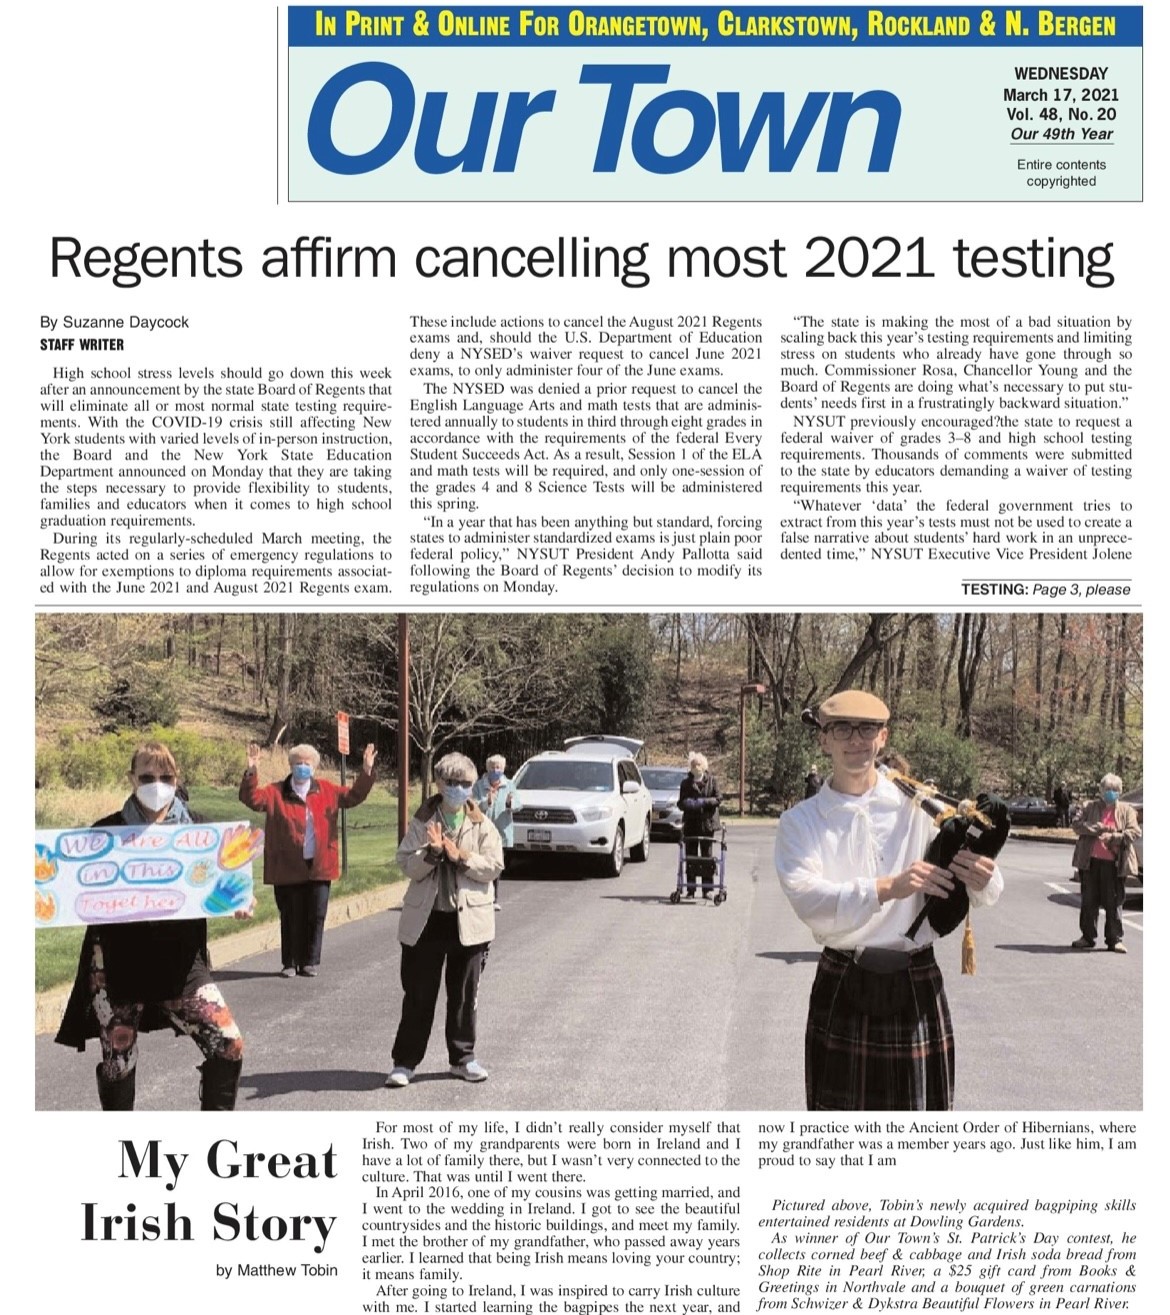 IN PRINT & ONLINE FOR ORANGETOWN, CLARKSTOWN, ROCKLAND & N. BERGEN
Our Town
WEDNESDAY
March 17, 2021
Vol. 48, No. 20
Our 49th Year
Entire contents
copyrighted
Regents affirm cancelling most 2021 testing
By Suzanne Daycock
STAFF WRITER
High school stress levels should go down this week
after an announcement by the state Board of Regents that
will eliminate all or most normal state testing require-
ments. With the COVID-19 crisis still affecting New
York students with varied levels of in-person instruction,
the Board and the New York State Education
Department announced on Monday that they are taking
the steps necessary to provide flexibility to students,
families and educators when it comes to high school
graduation requirements.
During its regularly-scheduled March meeting, the
Regents acted on a series of emergency regulations to
allow for exemptions to diploma requirements associat-
ed with the June 2021 and August 2021 Regents exam.
These include actions to cancel the August 2021 Regents
exams and, should the U.S. Department of Education
deny a NYSED's waiver request to cancel June 2021
exams, to only administer four of the June exams.
The NYSED was denied a prior request to cancel the
English Language Arts and math tests that are adminis-
tered annually to students in third through eight grades in
accordance with the requirements of the federal Every
Student Succeeds Act. As a result, Session 1 of the ELA
and math tests will be required, and only one-session of
the grades 4 and 8 Science Tests will be administered
this spring.
“In a year that has been anything but standard, forcing
states to administer standardized exams is just plain poor
federal policy,” NYSUT President Andy Pallotta said
following the Board of Regents’ decision to modify its
regulations on Monday.
“The state is making the most of a bad situation by
scaling back this year’s testing requirements and limiting
stress on students who already have gone through so
much. Commissioner Rosa, Chancellor Young and the
Board of Regents are doing what’s necessary to put stu-
dents’ needs first in a frustratingly backward situation.”
NYSUT previously encouraged?the state to request a
federal waiver of grades 3–8 and high school testing
requirements. Thousands of comments were submitted
to the state by educators demanding a waiver of testing
requirements this year.
“Whatever ‘data’ the federal government tries to
extract from this year’s tests must not be used to create a
false narrative about students’ hard work in an unprece-
dented time,” NYSUT Executive Vice President Jolene
TESTING: Page 3, please
We Are All
in This
Together
My Great
Irish Story
by Matthew Tobin
For most of my life, I didn’t really consider myself that
Irish. Two of my grandparents were born in Ireland and I
have a lot of family there, but I wasn’t very connected to the
culture. That was until I went there.
In April 2016, one of my cousins was getting married, and
I went to the wedding in Ireland. I got to see the beautiful
countrysides and the historic buildings, and meet my family.
I met the brother of my grandfather, who passed away years
earlier. I learned that being Irish means loving your country;
it means family.
After going to Ireland, I was inspired to carry Irish culture
with me. I started learning the bagpipes the next year, and
now I practice with the Ancient Order of Hibernians, where
my grandfather was a member years ago. Just like him, I am
proud to say that I am
Pictured above, Tobin’s newly acquired bagpiping skills
entertained residents at Dowling Gardens.
As winner of Our Town’s St. Patrick’s Day contest, he
collects corned beef & cabbage and Irish soda bread from
Shop Rite in Pearl River, a $25 gift card from Books &
Greetings in Northvale and a bouquet of green carnations
from Schwizer & Dykstra Beautiful Flowers in Pearl River.